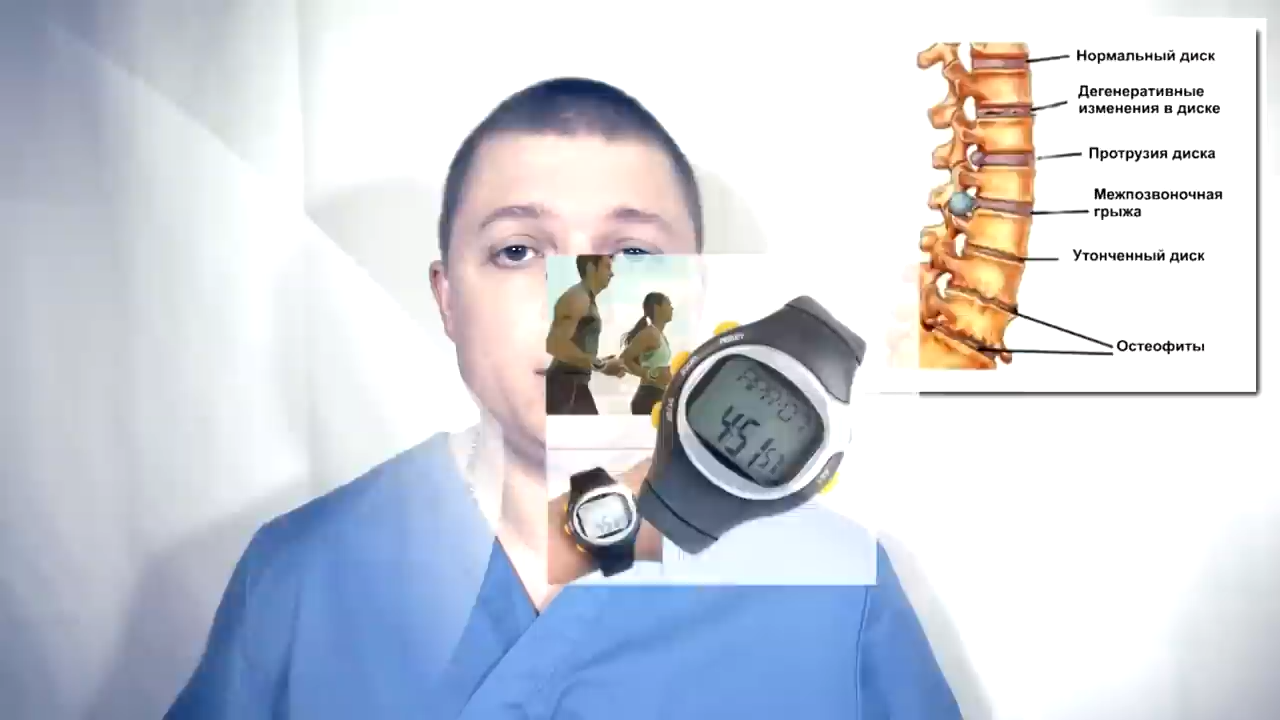 Нормальный диск
Дегенеративные
изменения в диске
Протрузия диска
Межпозвоночная
грыжа
Утонченный диск
Остеофиты